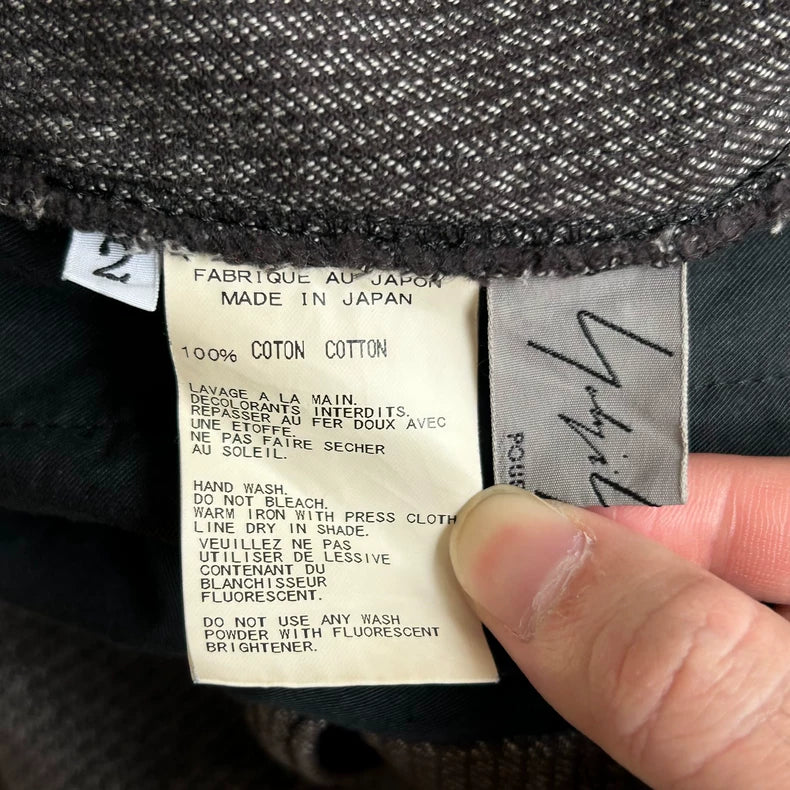 2
FABRIQUE AU JAPON
MADE IN JAPAN
100% COTON COTTON
LAVAGE A LA MAIN.
DECOLORANTS INTERDITS.
REPASSER AU FER DOUX AVEC
UNE ETOFFE.
NE PAS FAIRE SECHER
AU SOLEIL.
HAND WASH.
DO NOT BLEACH.
WARM IRON WITH PRESS CLOTH
LINE DRY IN SHADE.
VEUILLEZ NE PAS
UTILISER DE LESSIVE
CONTENANT DU
BLANCHISSEUR
FLUORESCENT.
DO NOT USE ANY WASH
POWDER WITH FLUORESCENT
BRIGHTENER.